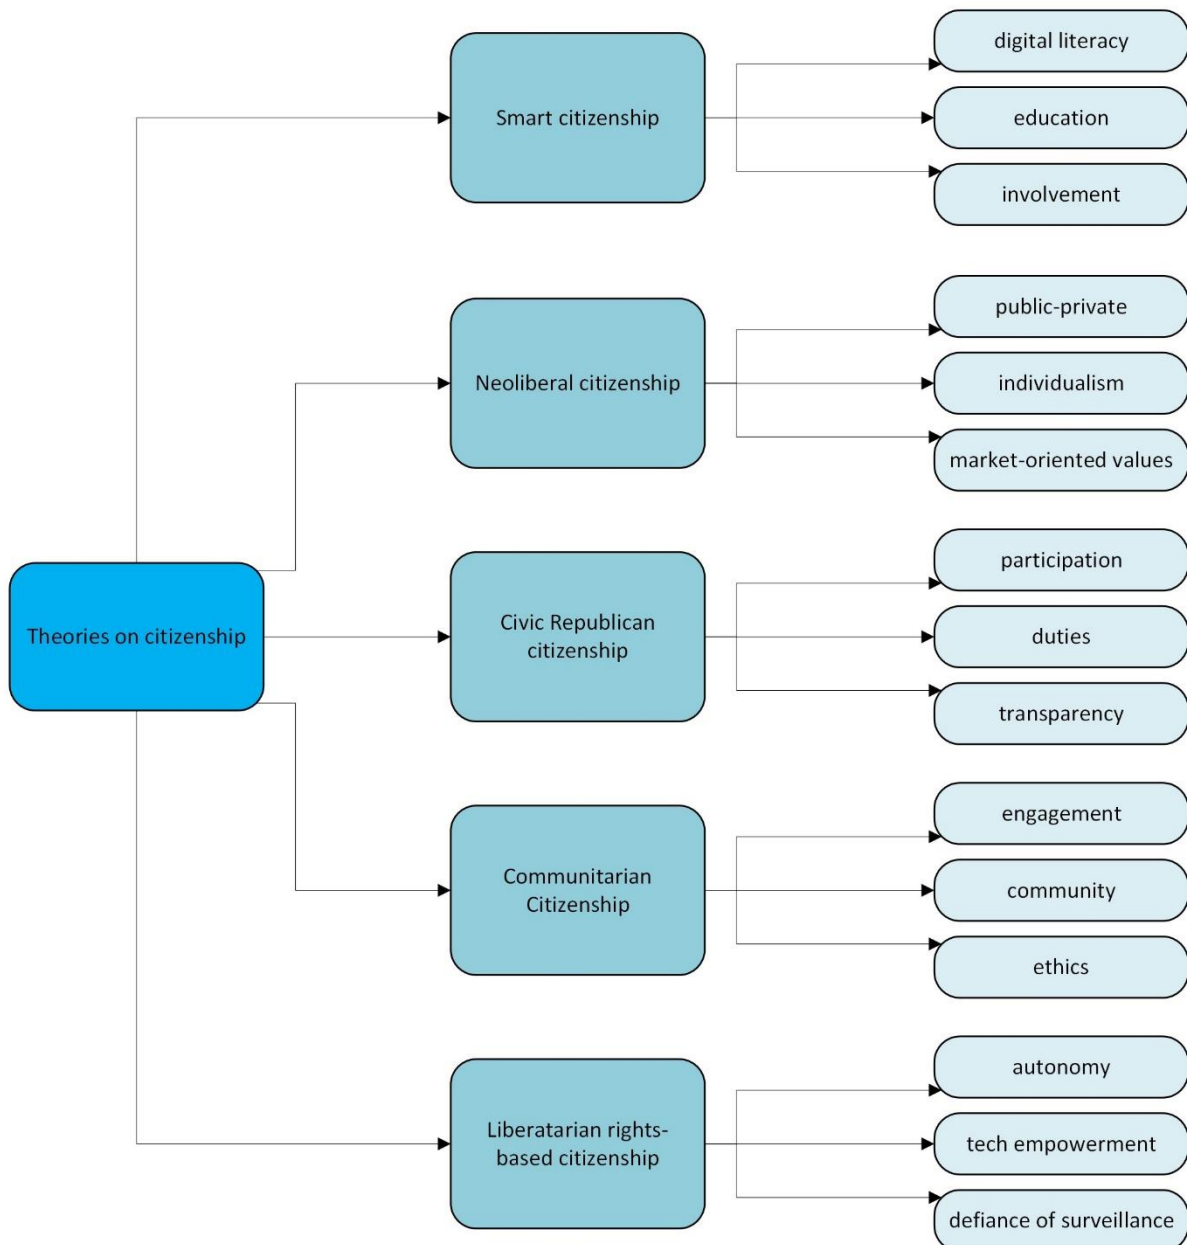 Theories on citizenship
Smart citizenship
digital literacy
education
involvement
Neoliberal citizenship
public-private
individualism
market-oriented values
Civic Republican
citizenship
participation
duties
transparency
Communitarian
Citizenship
engagement
community
ethics
Liberatarian rights-
based citizenship
autonomy
tech empowerment
defiance of surveillance